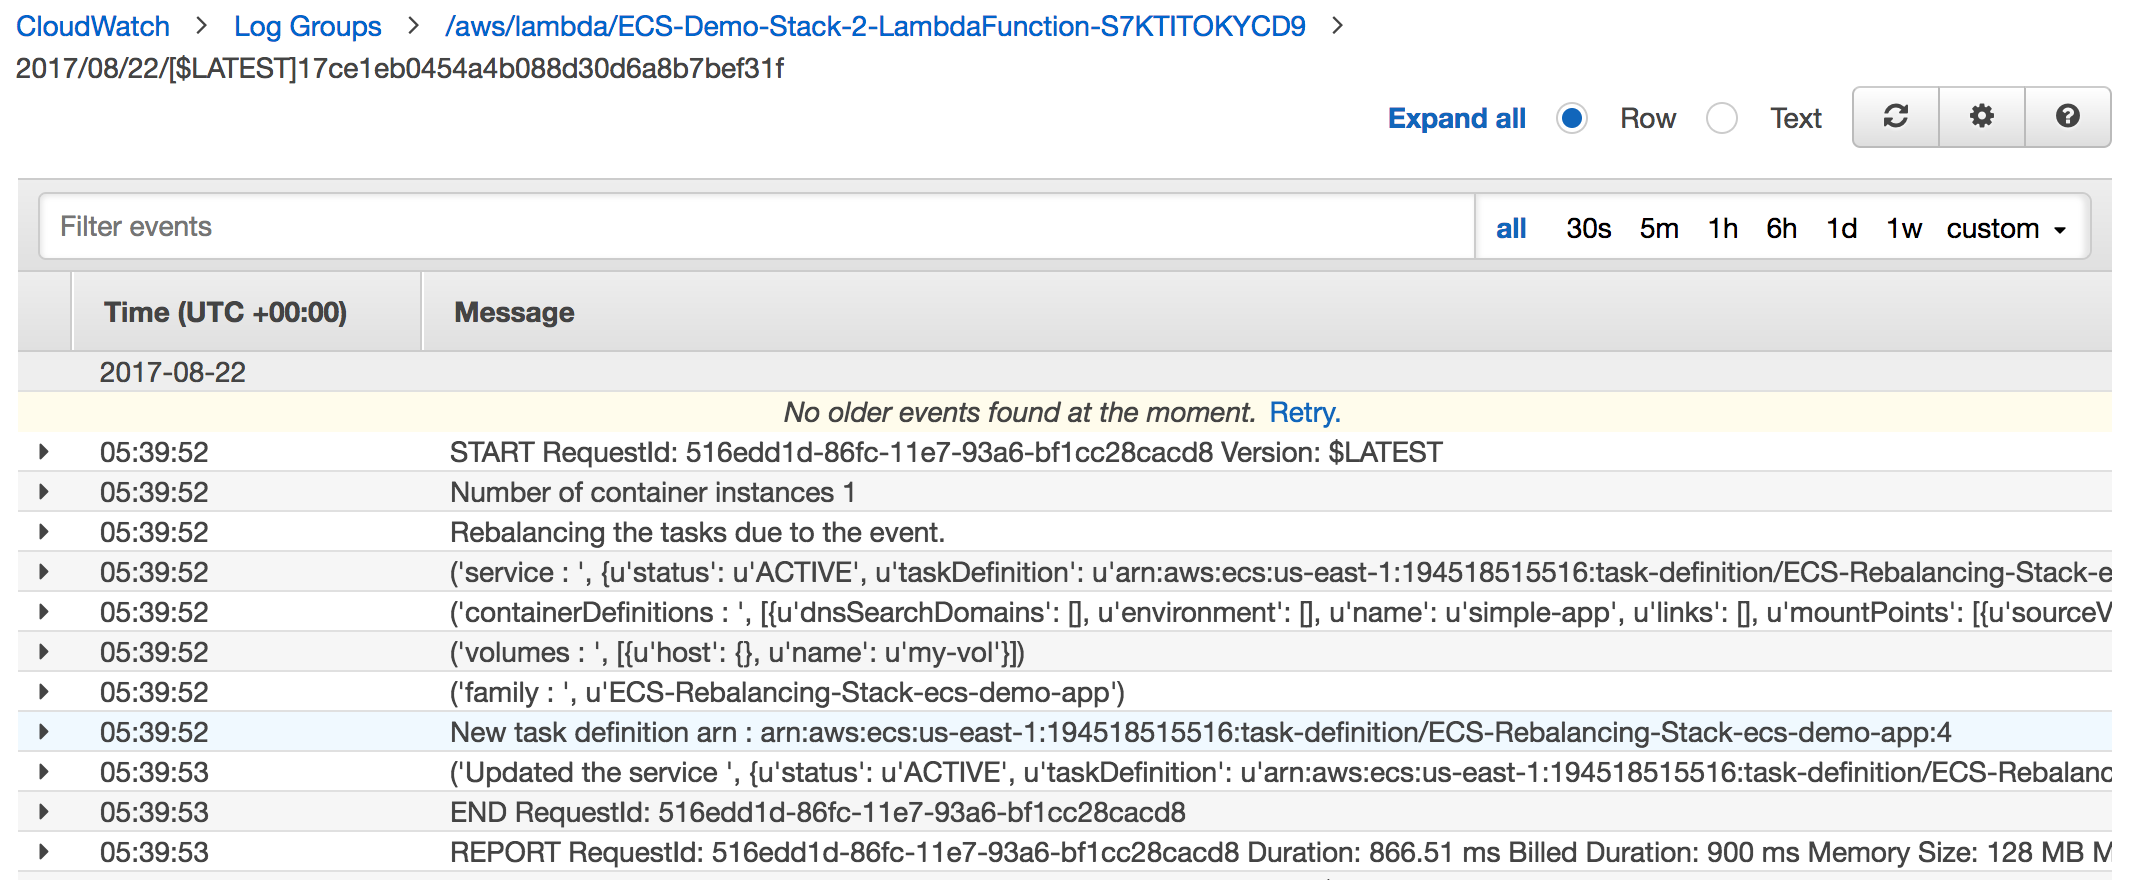 CloudWatch > Log Groups > /aws/lambda/ECS-Demo-Stack-2-LambdaFunction-S7KTITOKYCD9 >
2017/08/22/[$LATEST]17ce1eb0454a4b088d30d6a8b7bef31f
Expand all Row Text
Filter events all 30s 5m 1h 6h 1d 1w custom
Time (UTC +00:00) Message
2017-08-22
No older events found at the moment. Retry.
05:39:52 START RequestId: 516edd1d-86fc-11e7-93a6-bf1cc28cacd8 Version: $LATEST
05:39:52 Number of container instances 1
05:39:52 Rebalancing the tasks due to the event.
05:39:52 ('service : ', {u'status': u'ACTIVE', u'taskDefinition': u'arn:aws:ecs:us-east-1:194518515516:task-definition/ECS-Rebalancing-Stack-e
05:39:52 ('containerDefinitions : ', [{u'dnsSearchDomains': [], u'environment': [], u'name': u'simple-app', u'links': [], u'mountPoints': [{u'sourceV
05:39:52 ('volumes : ', [{u'host': {}, u'name': u'my-vol'}])
05:39:52 ('family : ', u'ECS-Rebalancing-Stack-ecs-demo-app')
05:39:52 New task definition arn : arn:aws:ecs:us-east-1:194518515516:task-definition/ECS-Rebalancing-Stack-ecs-demo-app:4
05:39:53 ('Updated the service ', {u'status': u'ACTIVE', u'taskDefinition': u'arn:aws:ecs:us-east-1:194518515516:task-definition/ECS-Rebalanc
05:39:53 END RequestId: 516edd1d-86fc-11e7-93a6-bf1cc28cacd8
05:39:53 REPORT RequestId: 516edd1d-86fc-11e7-93a6-bf1cc28cacd8 Duration: 866.51 ms Billed Duration: 900 ms Memory Size: 128 MB M